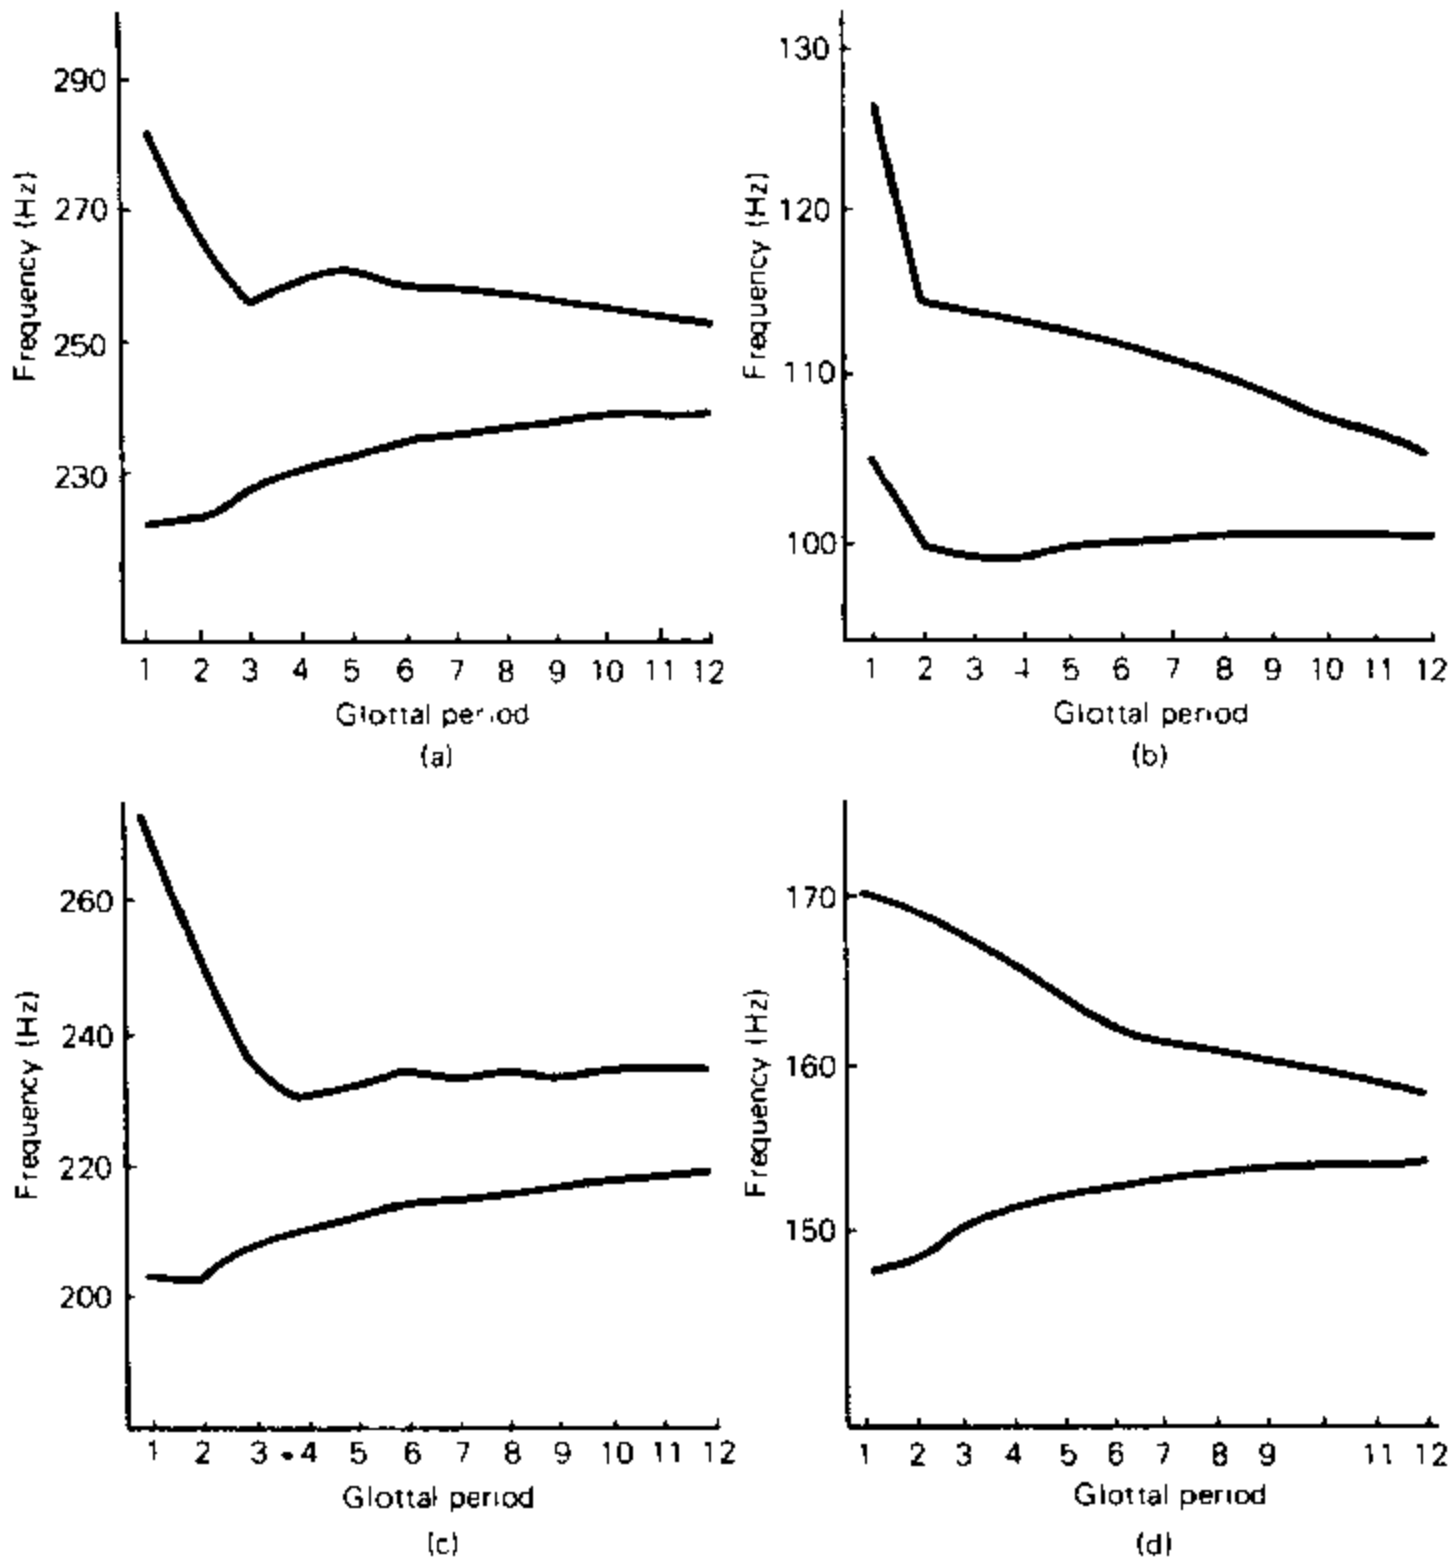 Frequency (Hz)
290
270
250
230
1 2 3 4 5 6 7 8 9 10 11 12
Glottal period
(a)
Frequency (Hz)
130
120
110
100
1 2 3 4 5 6 7 8 9 10 11 12
Glottal period
(b)
Frequency (Hz)
260
240
220
200
1 2 3 4 5 6 7 8 9 10 11 12
Glottal period
(c)
Frequency (Hz)
170
160
150
1 2 3 4 5 6 7 8 9 11 12
Glottal period
(d)